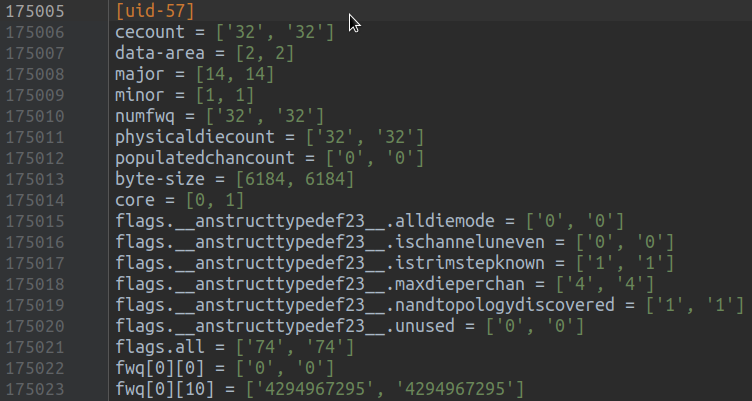 175005 [uid-57]
175006 cecount = ['32', '32']
175007 data-area = [2, 2]
175008 major = [14, 14]
175009 minor = [1, 1]
175010 numfwq = ['32', '32']
175011 physicaldiecount = ['32', '32']
175012 populatedchancount = ['0', '0']
175013 byte-size = [6184, 6184]
175014 core = [0, 1]
175015 flags.__anstructtypedef23__.alldiemode = ['0', '0']
175016 flags.__anstructtypedef23__.ischanneluneven = ['0', '0']
175017 flags.__anstructtypedef23__.istrimstepknown = ['1', '1']
175018 flags.__anstructtypedef23__.maxdieperchan = ['4', '4']
175019 flags.__anstructtypedef23__.nandtopologydiscovered = ['1', '1']
175020 flags.__anstructtypedef23__.unused = ['0', '0']
175021 flags.all = ['74', '74']
175022 fwq[0][0] = ['0', '0']
175023 fwq[0][10] = ['4294967295', '4294967295']